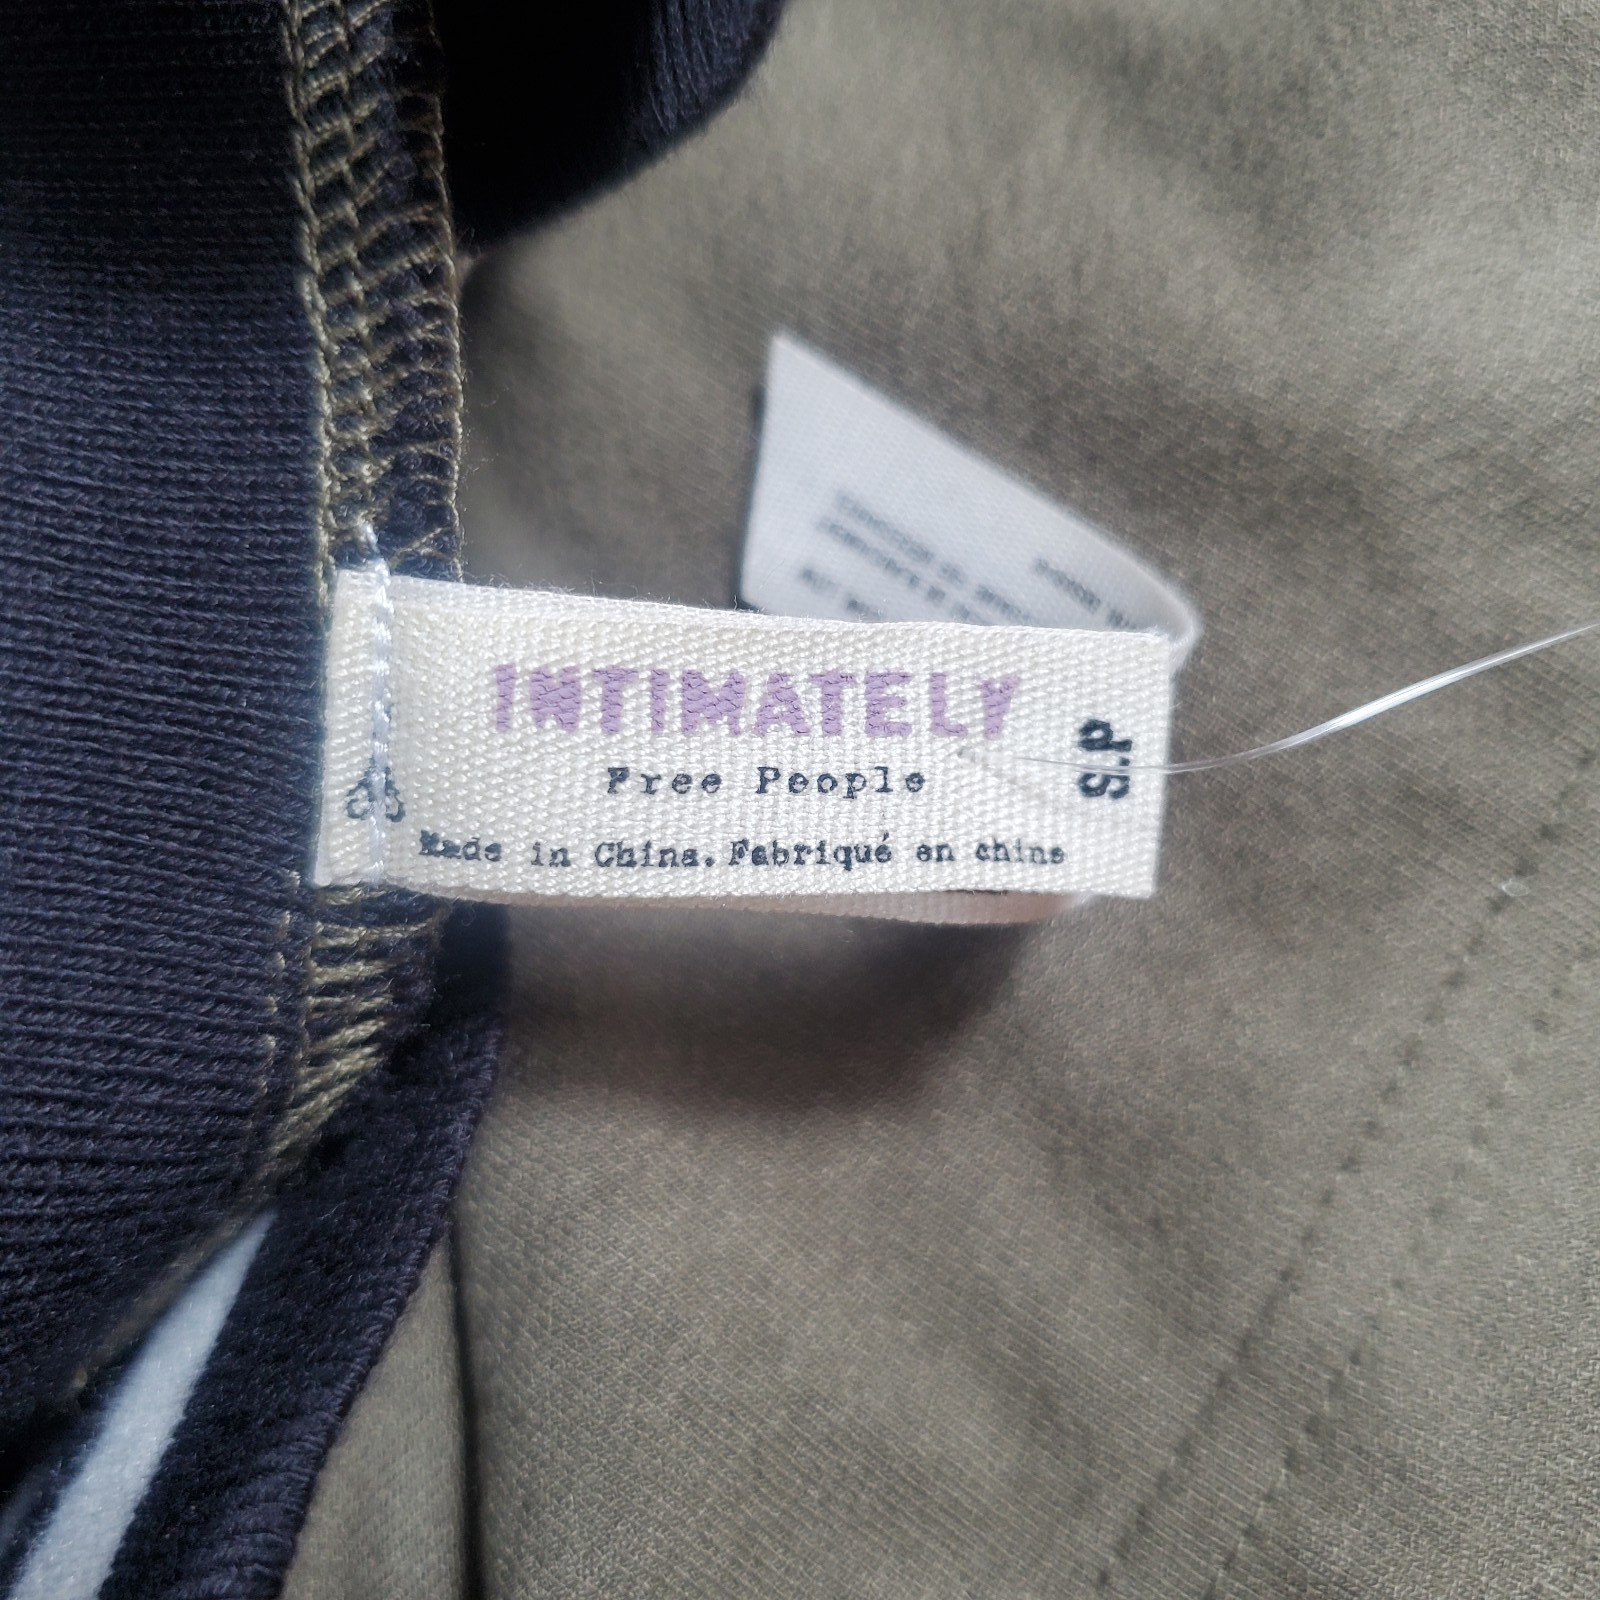 INTIMATELY
Free People
Made in China. Fabriqué en chine
S.P